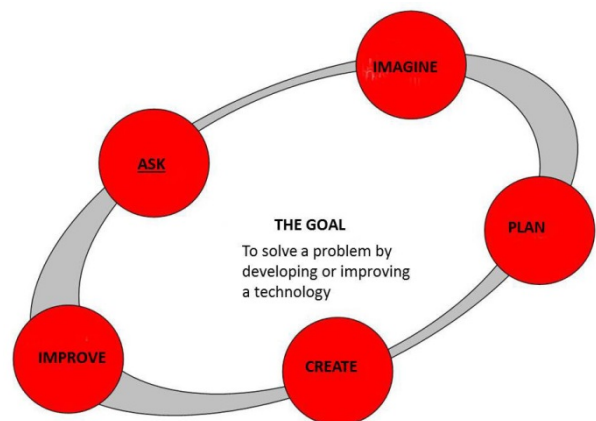 IMAGINE
ASK
PLAN
THE GOAL
To solve a problem by
developing or improving
a technology
IMPROVE
CREATE